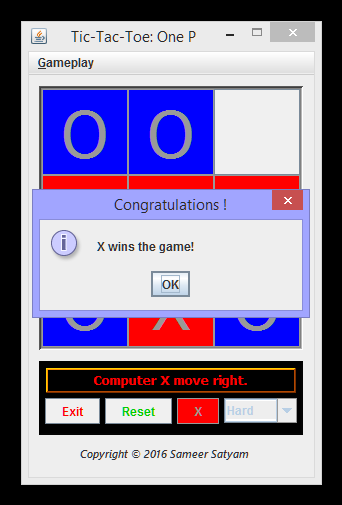 Tic-Tac-Toe: One P
Gameplay
O O
Congratulations !
X wins the game!
OK
O X O
Computer X move right.
Exit Reset X Hard
Copyright © 2016 Sameer Satyam